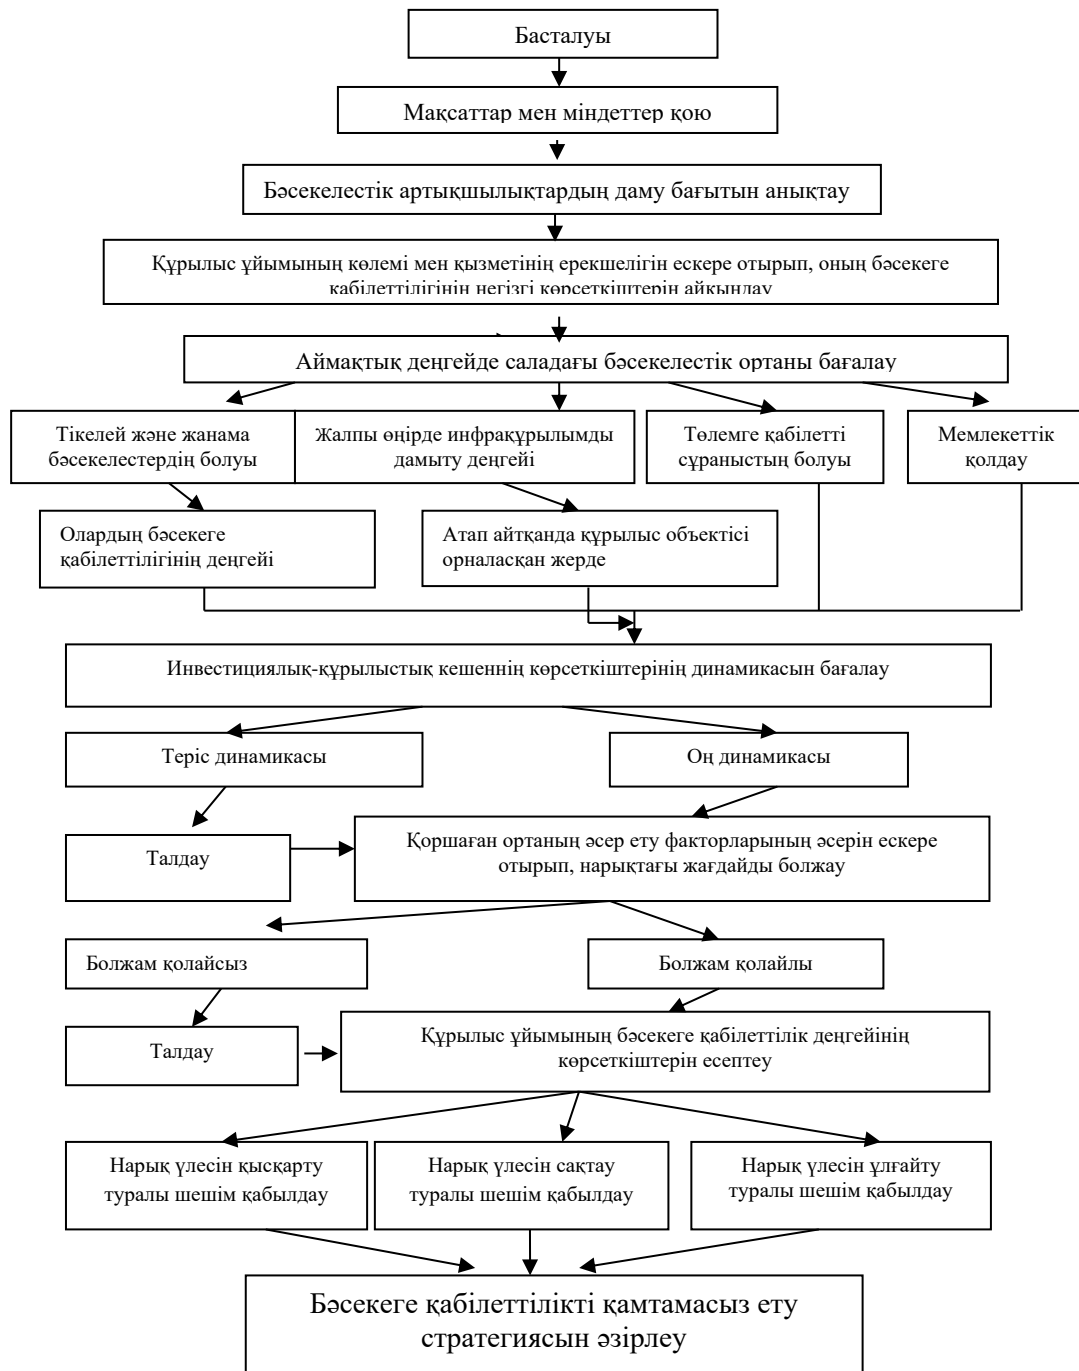 Басталуы
Мақсаттар мен міндеттер қою
Бәсекелестік артықшылықтардың даму бағытын анықтау
Құрылыс ұйымының көлемі мен қызметінің ерекшелігін ескере отырып, оның бәсекеге
қабілеттілігінің негізгі көрсеткіштерін айқындау
Аймақтық деңгейде саладағы бәсекелестік ортаны бағалау
Тікелей және жанама
бәсекелестердің болуы
Жалпы өңірде инфрақұрылымды
дамыту деңгейі
Төлемге қабілетті
сұраныстың болуы
Мемлекеттік
қолдау
Олардың бәсекеге
қабілеттілігінің деңгейі
Атап айтқанда құрылыс объектісі
орналасқан жерде
Инвестициялық-құрылыстық кешеннің көрсеткіштерінің динамикасын бағалау
Теріс динамикасы
Оң динамикасы
Талдау
Қоршаған ортаның әсер ету факторларының әсерін ескере
отырып, нарықтағы жағдайды болжау
Болжам қолайсыз
Болжам қолайлы
Талдау
Құрылыс ұйымының бәсекеге қабілеттілік деңгейінің
көрсеткіштерін есептеу
Нарық үлесін қысқарту
туралы шешім қабылдау
Нарық үлесін сақтау
туралы шешім қабылдау
Нарық үлесін ұлғайту
туралы шешім қабылдау
Бәсекеге қабілеттілікті қамтамасыз ету
стратегиясын әзірлеу